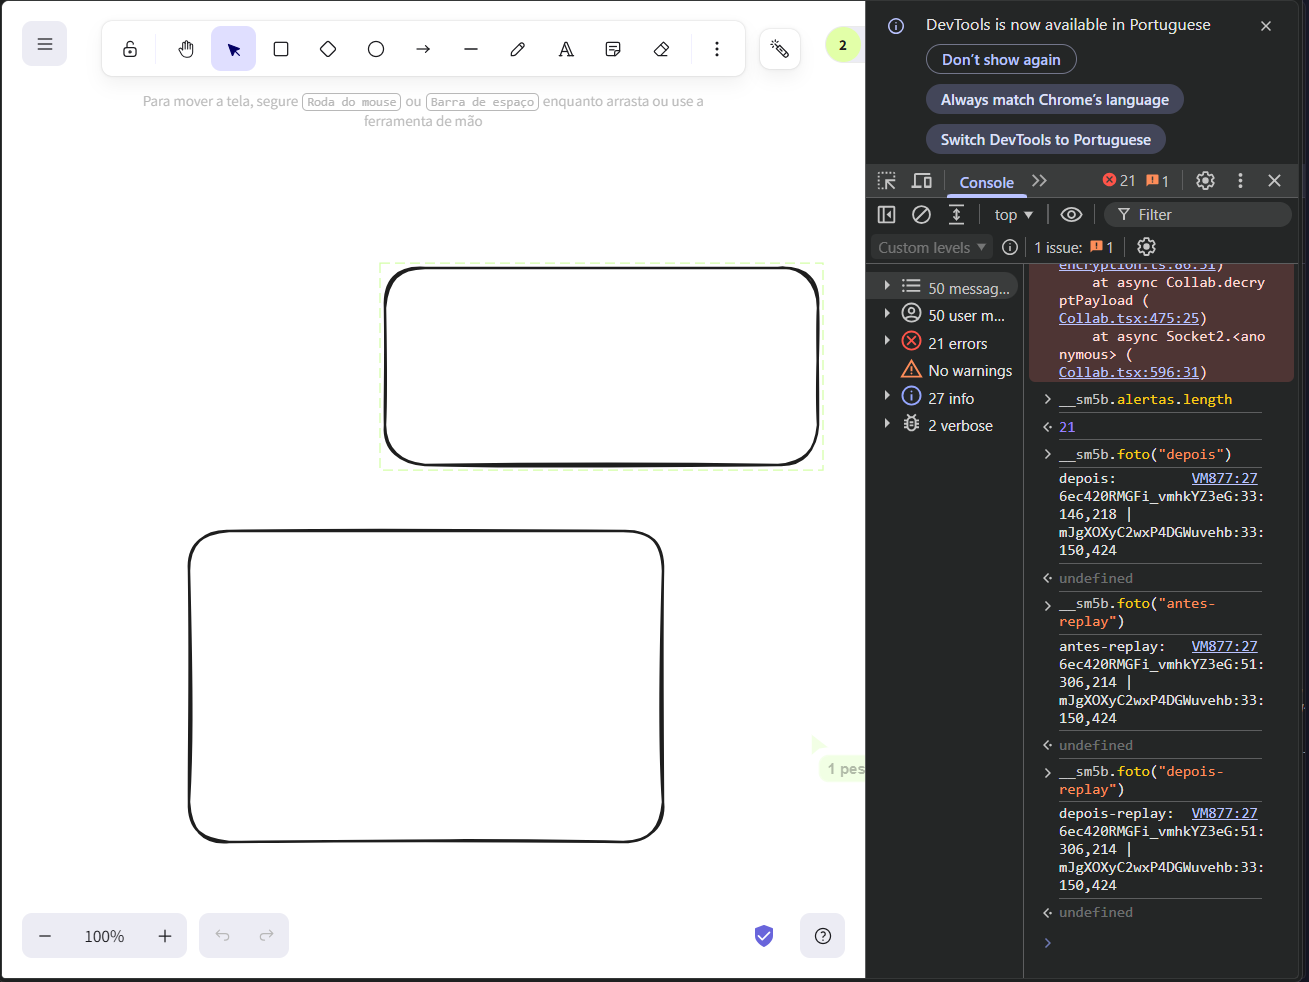 2
Para mover a tela, segure Roda do mouse ou Barra de espaço enquanto arrasta ou use a
ferramenta de mão
1 pes
100%
DevTools is now available in Portuguese
Don't show again
Always match Chrome's language
Switch DevTools to Portuguese
Console
21
1
top
Filter
Custom levels
1 issue:
1
50 messag...
50 user m...
21 errors
No warnings
27 info
2 verbose
encryption.ts:86:31)
at async Collab.decry
ptPayload (
Collab.tsx:475:25)
at async Socket2.<ano
nymous> (
Collab.tsx:596:31)
__sm5b.alertas.length
21
__sm5b.foto("depois")
depois: VM877:27
6ec420RMGFi_vmhkYZ3eG:33:
146,218 |
mJgXOXyC2wxP4DGWuvehb:33:
150,424
undefined
__sm5b.foto("antes-
replay")
antes-replay: VM877:27
6ec420RMGFi_vmhkYZ3eG:51:
306,214 |
mJgXOXyC2wxP4DGWuvehb:33:
150,424
undefined
__sm5b.foto("depois-
replay")
depois-replay: VM877:27
6ec420RMGFi_vmhkYZ3eG:51:
306,214 |
mJgXOXyC2wxP4DGWuvehb:33:
150,424
undefined